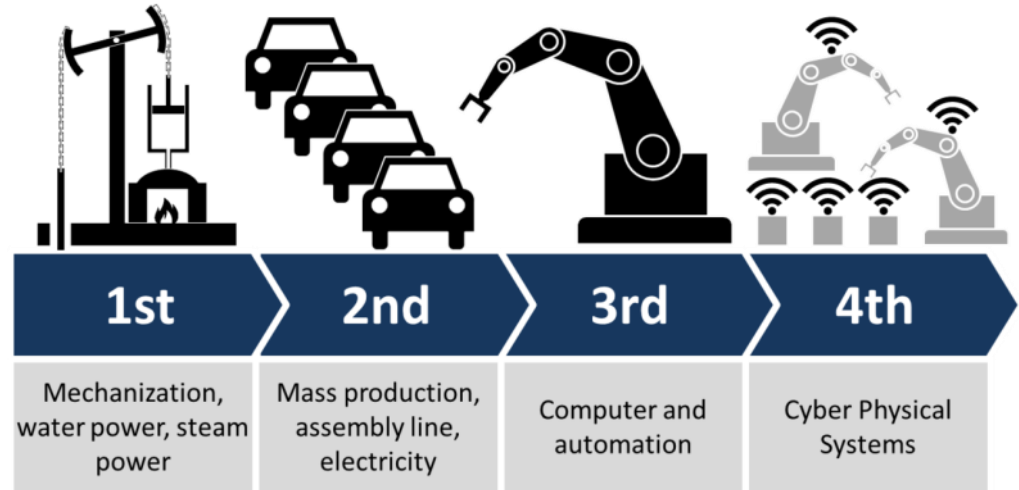 1st
2nd
3rd
4th
Mechanization,
water power, steam
power
Mass production,
assembly line,
electricity
Computer and
automation
Cyber Physical
Systems